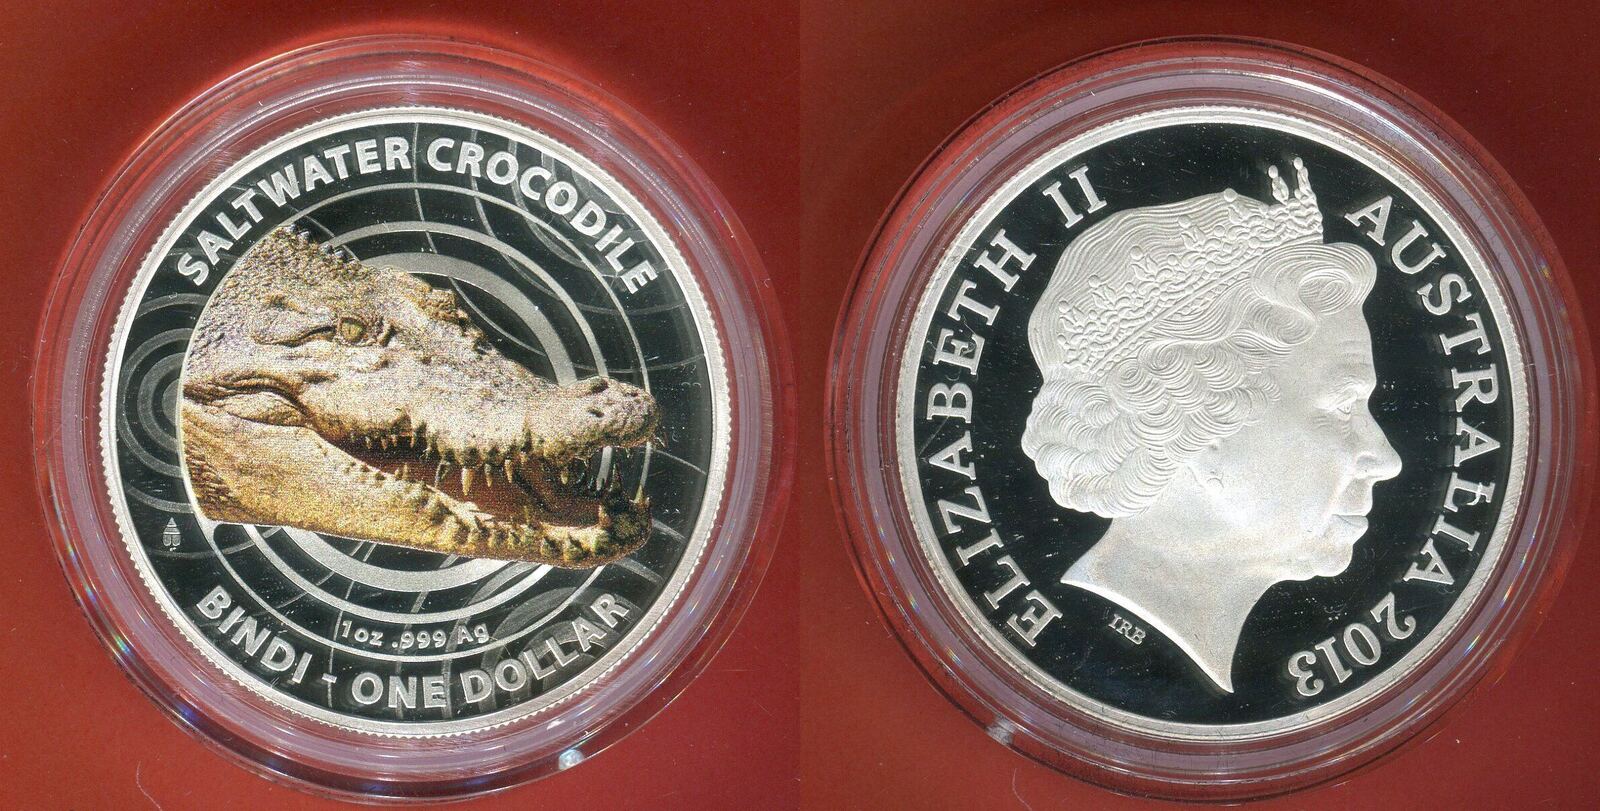 SALTWATER CROCODILE
1oz .999 Ag
BINDI - ONE DOLLAR
ELIZABETH II
AUSTRALIA 2013
IRB